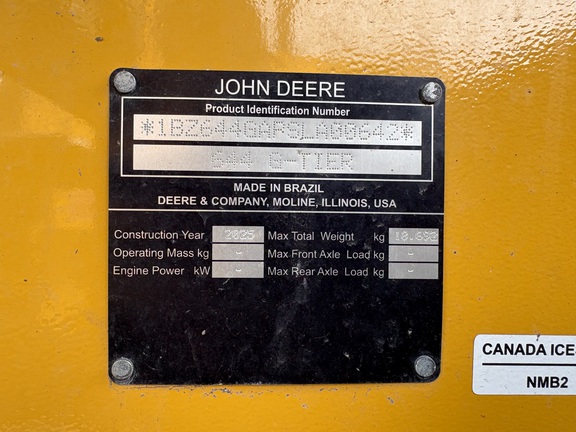 JOHN DEERE
Product Identification Number
644 G-TIER
MADE IN BRAZIL
DEERE & COMPANY, MOLINE, ILLINOIS, USA
Construction Year 2025 Max Total Weight kg 18.692
Operating Mass kg - Max Front Axle Load kg -
Engine Power kW - Max Rear Axle Load kg -
CANADA ICE
NMB2